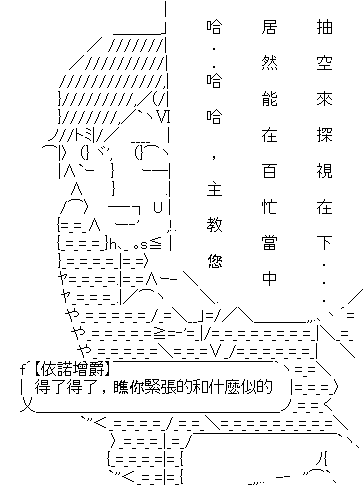 哈.哈哈，主教您
居然能在百忙當中
抽空來探視在下...
【依諾增爵】
得了得了，瞧你緊張的和什麼似的